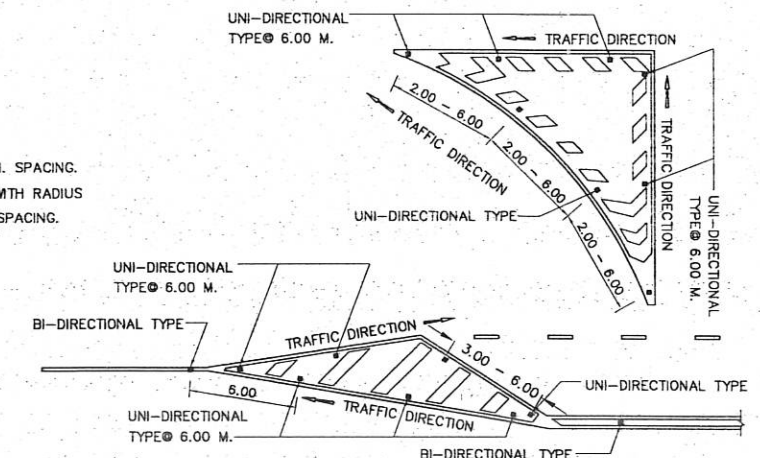 UNI-DIRECTIONAL
TYPE@ 6.00 M.
TRAFFIC DIRECTION
2.00 - 6.00
TRAFFIC DIRECTION
2.00 - 6.00
2.00 - 6.00
TRAFFIC DIRECTION
UNI-DIRECTIONAL
TYPE@ 6.00 M.
. SPACING.
WITH RADIUS
SPACING.
UNI-DIRECTIONAL TYPE
UNI-DIRECTIONAL
TYPE@ 6.00 M.
BI-DIRECTIONAL TYPE
TRAFFIC DIRECTION
3.00 - 6.00
6.00
UNI-DIRECTIONAL TYPE
UNI-DIRECTIONAL
TYPE@ 6.00 M.
TRAFFIC DIRECTION
BI-DIRECTIONAL TYPE